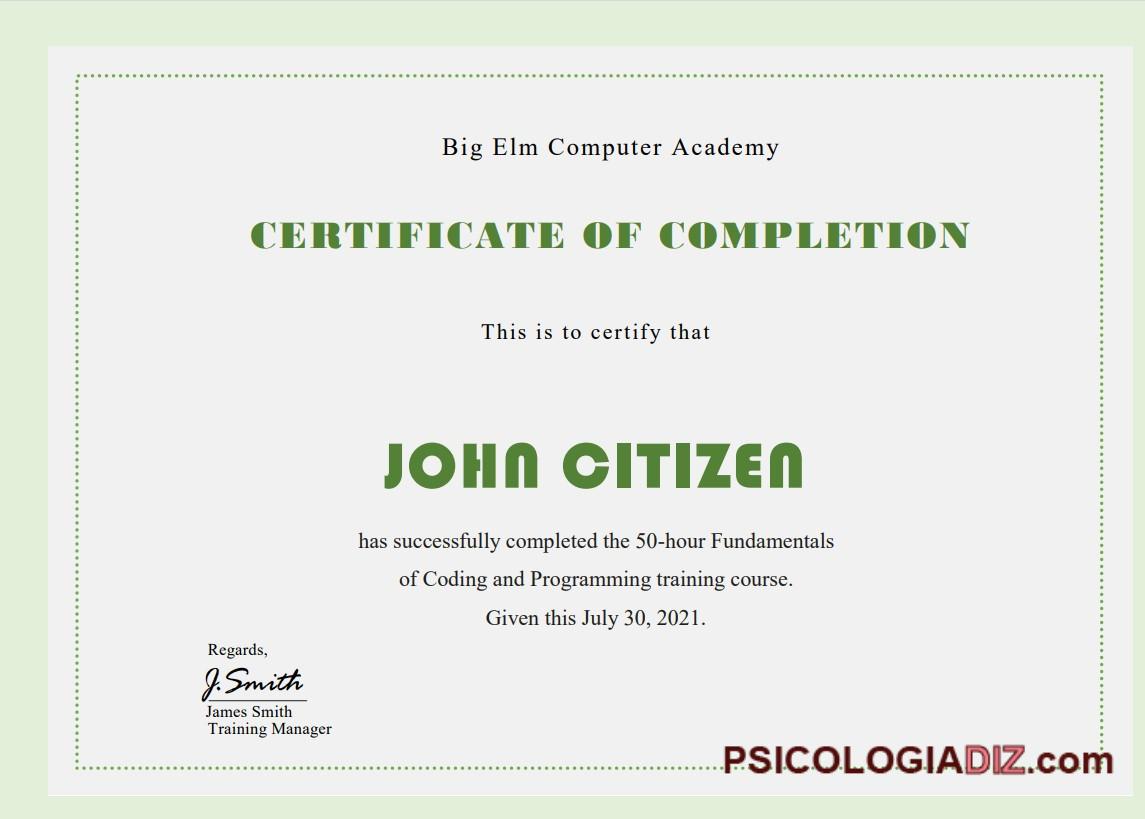 Big Elm Computer Academy
CERTIFICATE OF COMPLETION
This is to certify that
JOHN CITIZEN
has successfully completed the 50-hour Fundamentals
of Coding and Programming training course.
Given this July 30, 2021.
Regards,
J.Smith
James Smith
Training Manager
PSICOLOGIADIZ.com